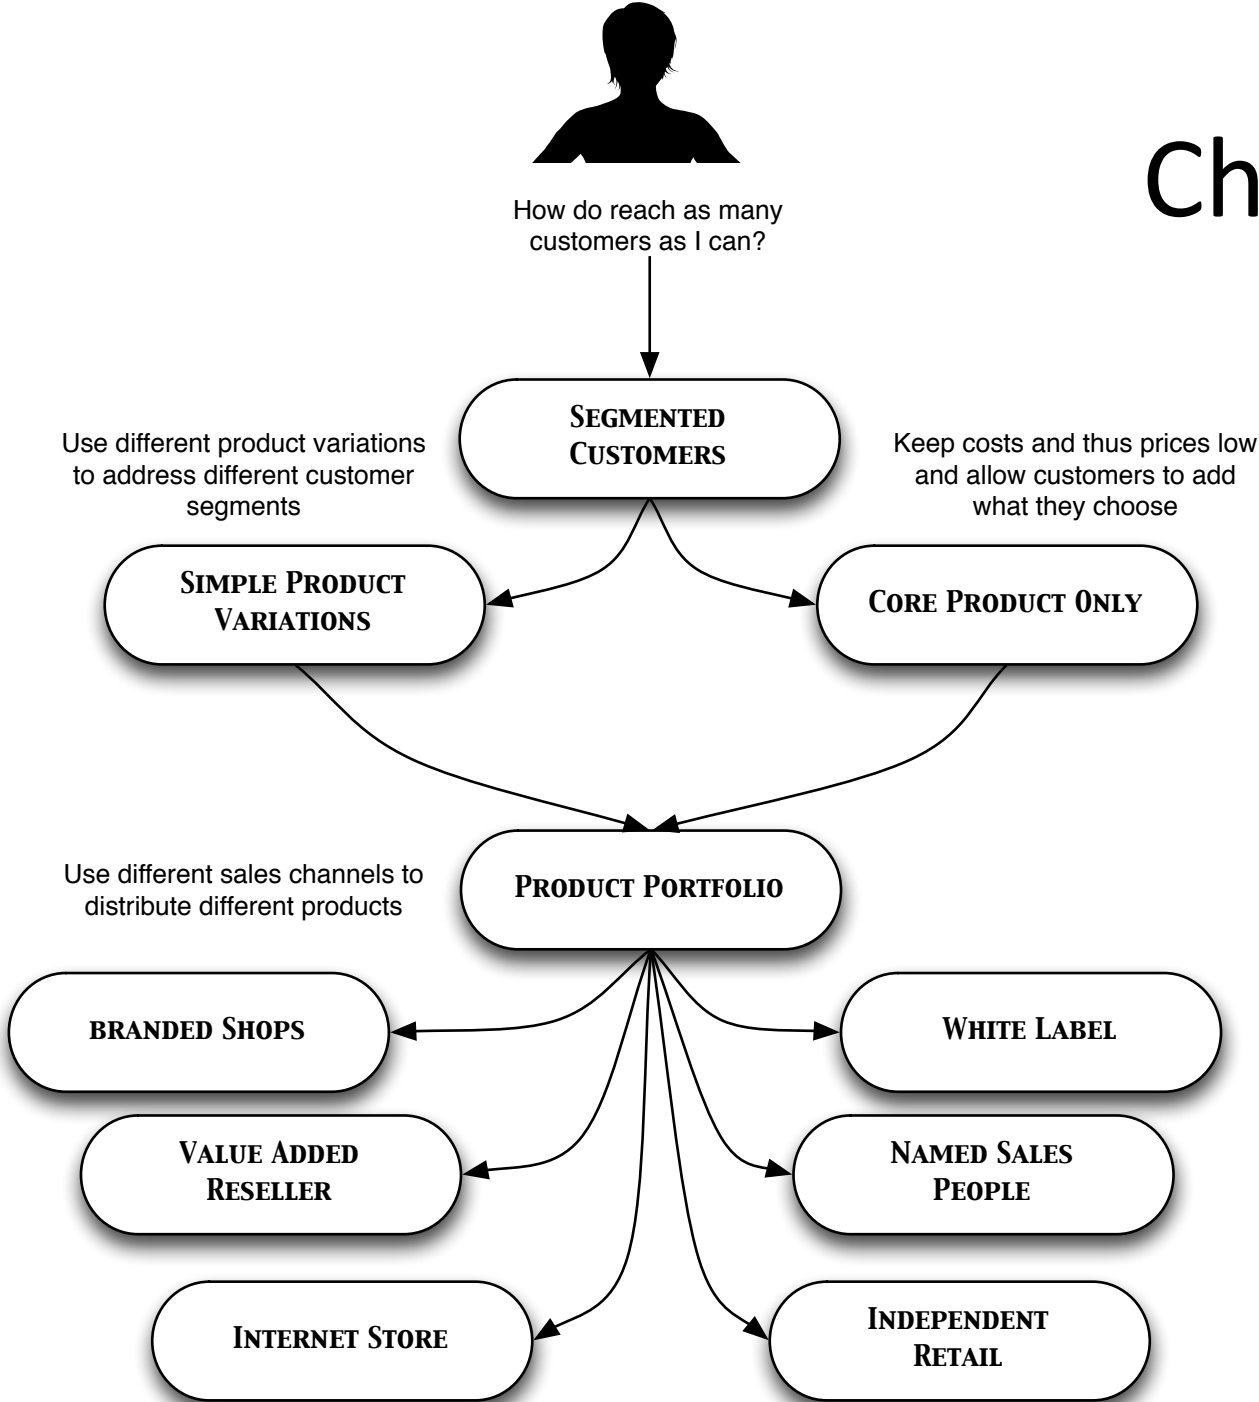 Ch
How do reach as many
customers as I can?
SEGMENTED
CUSTOMERS
Use different product variations
to address different customer
segments
Keep costs and thus prices low
and allow customers to add
what they choose
SIMPLE PRODUCT
VARIATIONS
CORE PRODUCT ONLY
Use different sales channels to
distribute different products
PRODUCT PORTFOLIO
BRANDED SHOPS
WHITE LABEL
VALUE ADDED
RESELLER
NAMED SALES
PEOPLE
INTERNET STORE
INDEPENDENT
RETAIL